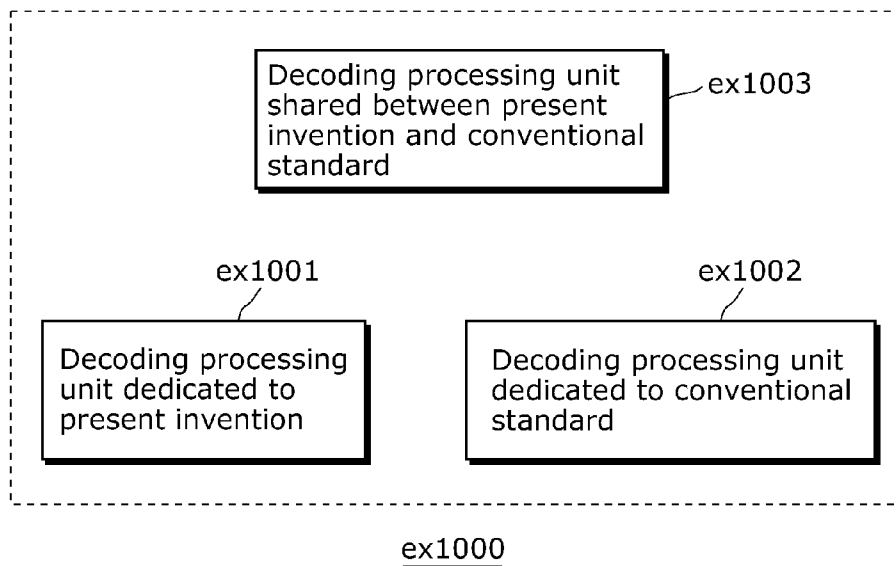 Decoding processing unit
shared between present
invention and conventional
standard
ex1003
ex1001
ex1002
Decoding processing
unit dedicated to
present invention
Decoding processing unit
dedicated to conventional
standard
ex1000